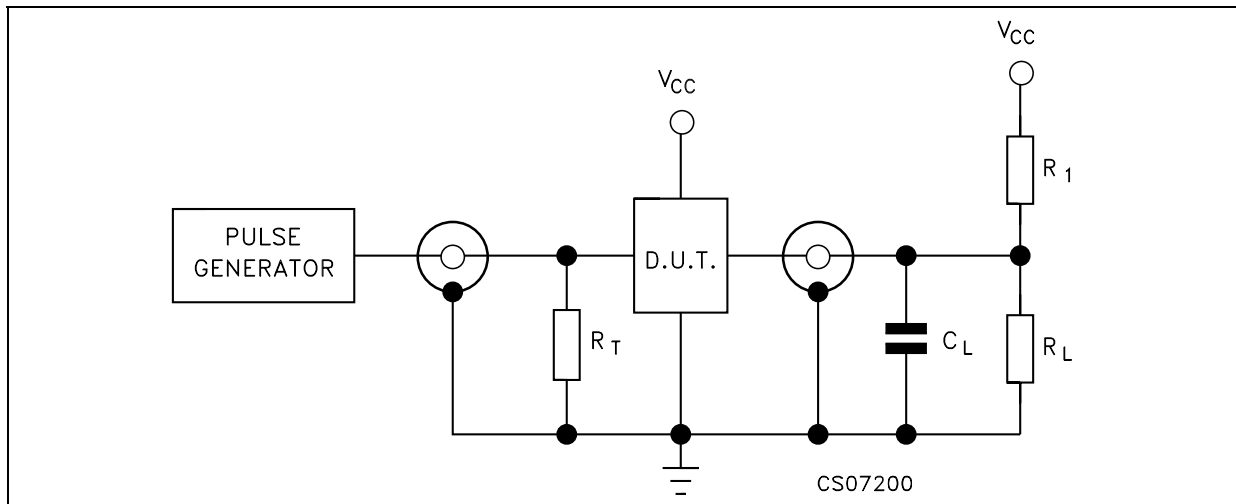 VCC
VCC
R1
PULSE
GENERATOR
D.U.T.
RT
CL
RL
CS07200